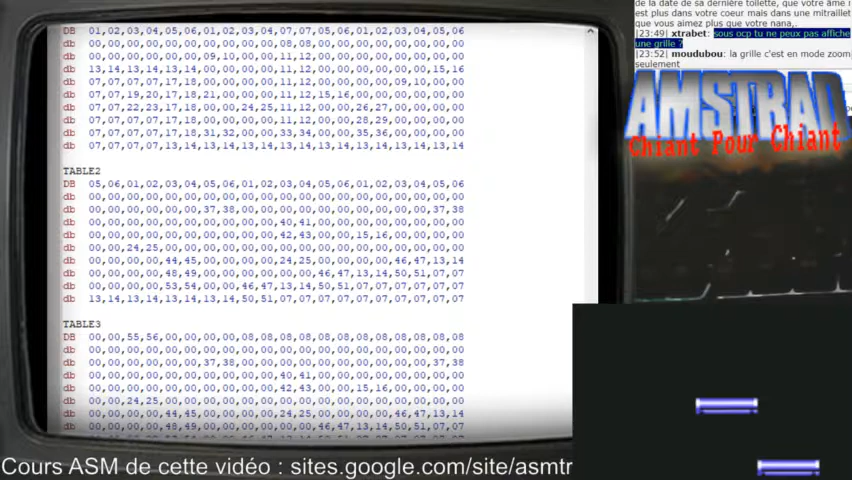 DB 01,02,03,04,05,06,01,02,03,04,07,07,05,06,01,02,03,04,05,06
db 00,00,00,00,00,00,00,00,00,00,08,08,00,00,00,00,00,00,00,00
db 00,00,00,00,00,00,09,10,00,00,11,12,00,00,00,00,00,00,00,00
db 13,14,13,14,13,14,00,00,00,00,11,12,00,00,00,00,00,00,15,16
db 07,07,07,07,17,18,00,00,00,00,11,12,00,00,00,00,09,10,00,00
db 07,07,19,20,17,18,21,00,00,00,11,12,15,16,00,00,00,00,00,00
db 07,07,22,23,17,18,00,00,24,25,11,12,00,00,26,27,00,00,00,00
db 07,07,07,07,17,18,00,00,00,00,11,12,00,00,28,29,00,00,00,00
db 07,07,07,07,17,18,31,32,00,00,33,34,00,00,35,36,00,00,00,00
db 07,07,07,07,13,14,13,14,13,14,13,14,13,14,13,14,13,14,13,14
TABLE2
DB 05,06,01,02,03,04,05,06,01,02,03,04,05,06,01,02,03,04,05,06
db 00,00,00,00,00,00,00,00,00,00,00,00,00,00,00,00,00,00,00,00
db 00,00,00,00,00,00,37,38,00,00,00,00,00,00,00,00,00,00,37,38
db 00,00,00,00,00,00,00,00,00,00,40,41,00,00,00,00,00,00,00,00
db 00,00,00,00,00,00,00,00,00,00,42,43,00,00,15,16,00,00,00,00
db 00,00,24,25,00,00,00,00,00,00,00,00,00,00,00,00,00,00,00,00
db 00,00,00,00,44,45,00,00,00,00,24,25,00,00,00,00,46,47,13,14
db 00,00,00,00,48,49,00,00,00,00,00,00,46,47,13,14,50,51,07,07
db 00,00,00,00,53,54,00,00,46,47,13,14,50,51,07,07,07,07,07,07
db 13,14,13,14,13,14,13,14,50,51,07,07,07,07,07,07,07,07,07,07
TABLE3
DB 00,00,55,56,00,00,00,00,08,08,08,08,08,08,08,08,08,08,08,08
db 00,00,00,00,00,00,00,00,00,00,00,00,00,00,00,00,00,00,00,00
db 00,00,00,00,00,00,37,38,00,00,00,00,00,00,00,00,00,00,37,38
db 00,00,00,00,00,00,00,00,00,00,40,41,00,00,00,00,00,00,00,00
db 00,00,00,00,00,00,00,00,00,00,42,43,00,00,15,16,00,00,00,00
db 00,00,24,25,00,00,00,00,00,00,00,00,00,00,00,00,00,00,00,00
db 00,00,00,00,44,45,00,00,00,00,24,25,00,00,00,00,46,47,13,14
db 00,00,00,00,48,49,00,00,00,00,00,00,46,47,13,14,50,51,07,07
de la date de sa dernière toilette, que votre âme
est plus dans votre coeur mais dans une mitraillet
que vous aimez plus que votre nana,.
[23:49] xtrabet: sous ocp tu ne peux pas affiche
une grille ?
[23:52] moudubou: la grille c'est en mode zoom
seulement
AMSTRAD
Chiant Pour Chiant
Cours ASM de cette vidéo : sites.google.com/site/asmtr